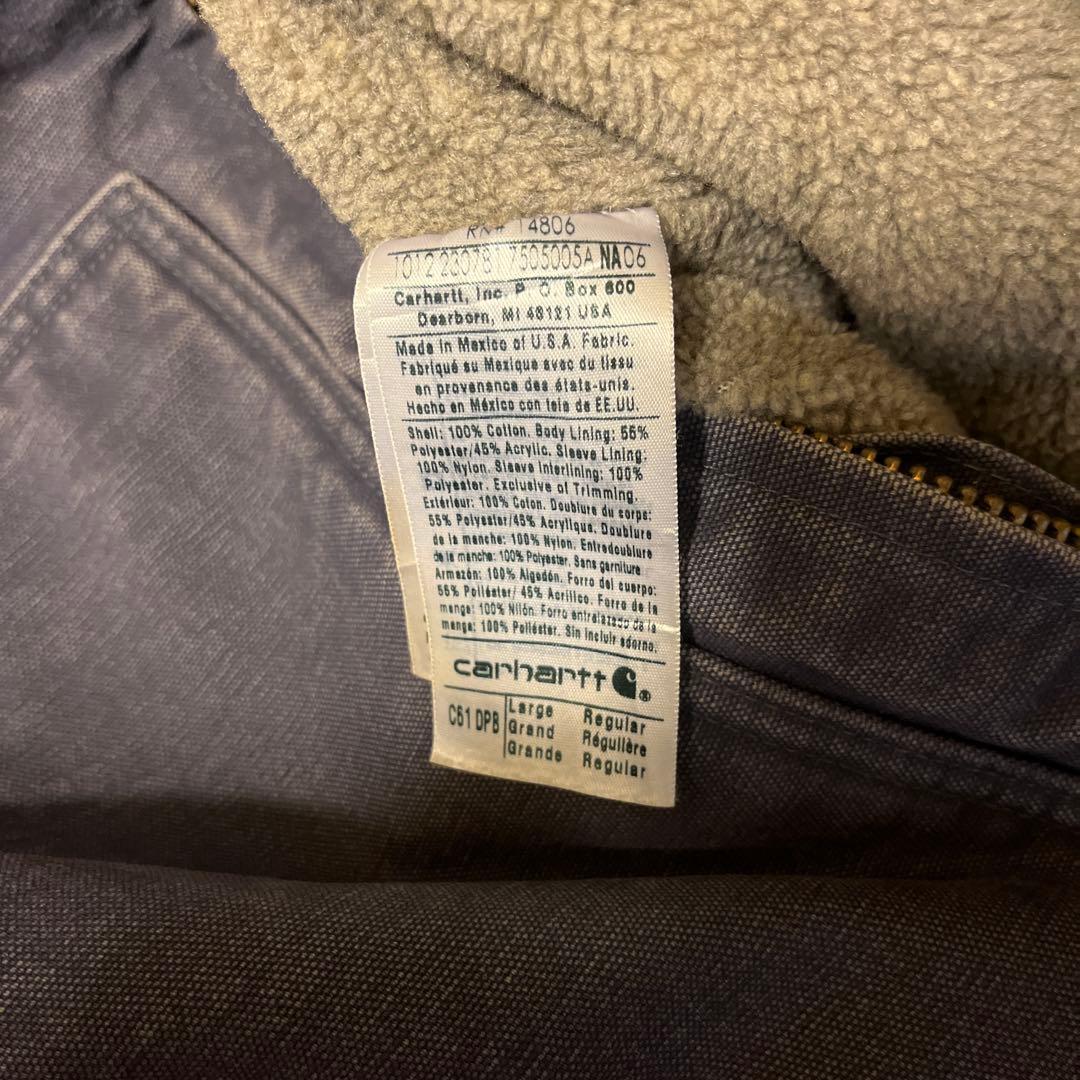 RN# 14806
1012 23078 7505005A NA06
Carhartt, Inc. P. O. Box 600
Dearborn, MI 48121 USA
Made in Mexico of U.S.A. Fabric.
Fabriqué au Mexique avec du tissu
en provenance des états-unis.
Hecho en México con tela de EE.UU.
Shell: 100% Cotton. Body Lining: 55%
Polyester/45% Acrylic. Sleeve Lining:
100% Nylon. Sleeve Interlining: 100%
Polyester. Exclusive of Trimming.
Extérieur: 100% Coton. Doublure du corps:
55% Polyester/45% Acrylique. Doublure
de la manche: 100% Nylon. Entredoublure
de la manche: 100% Polyester. Sans garniture
Armazón: 100% Algodón. Forro del cuerpo:
55% Poliéster/ 45% Acrílico. Forro de la
manga: 100% Nilón. Forro entrelazado de la
manga: 100% Poliéster. Sin incluir adorno.
carhartt ®
C61 DPB
Large Regular
Grand Régulière
Grande Regular